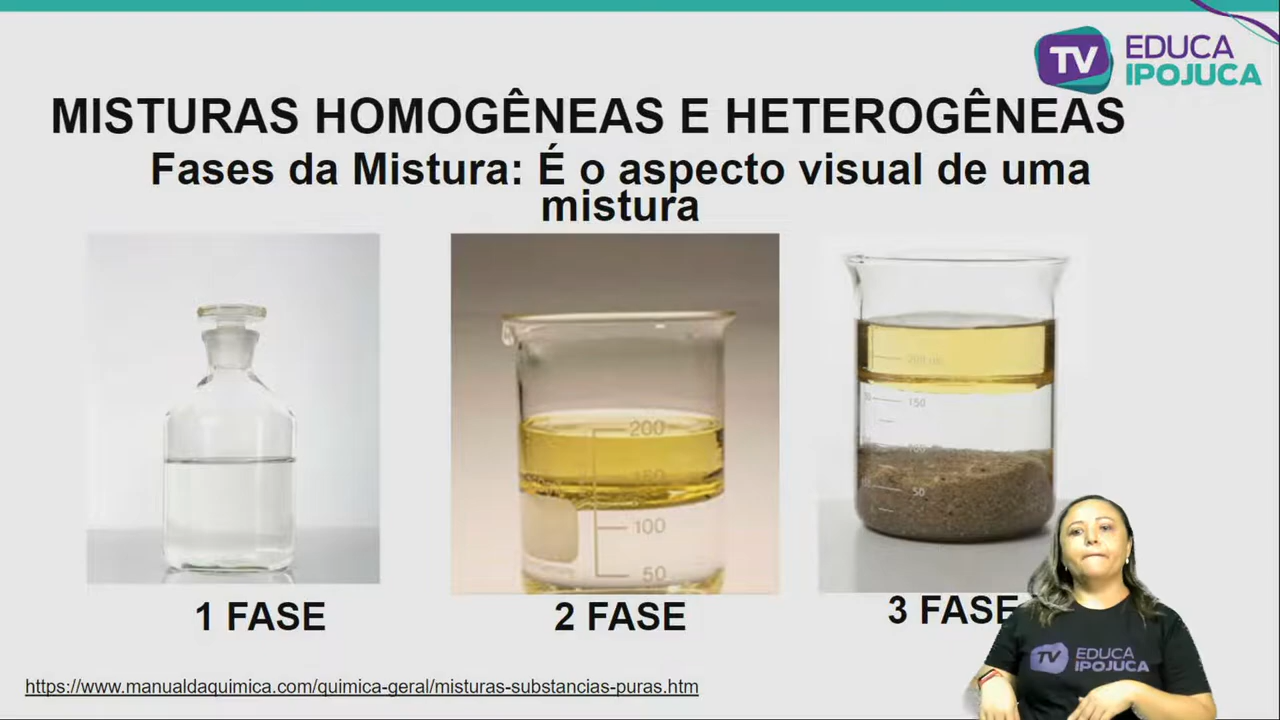 TV EDUCA
IPOJUCA
MISTURAS HOMOGÊNEAS E HETEROGÊNEAS
Fases da Mistura: É o aspecto visual de uma
mistura
200
150
100
50
150
100
50
1 FASE
2 FASE
3 FASE
TV EDUCA
IPOJUCA
https://www.manualdaquimica.com/quimica-geral/misturas-substancias-puras.htm